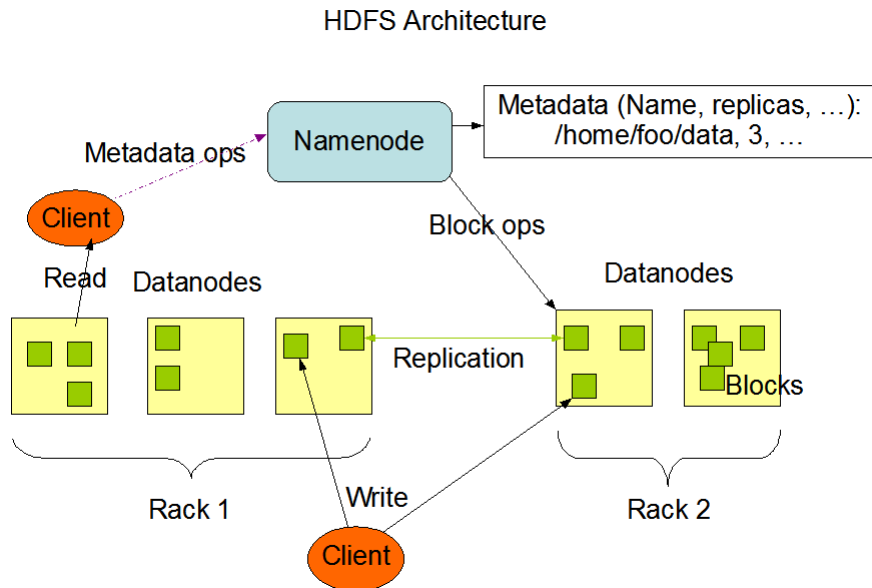 HDFS Architecture
Metadata (Name, replicas, …):
/home/foo/data, 3, …
Namenode
Metadata ops
Client
Block ops
Read
Datanodes
Datanodes
Replication
Blocks
Rack 1
Write
Rack 2
Client